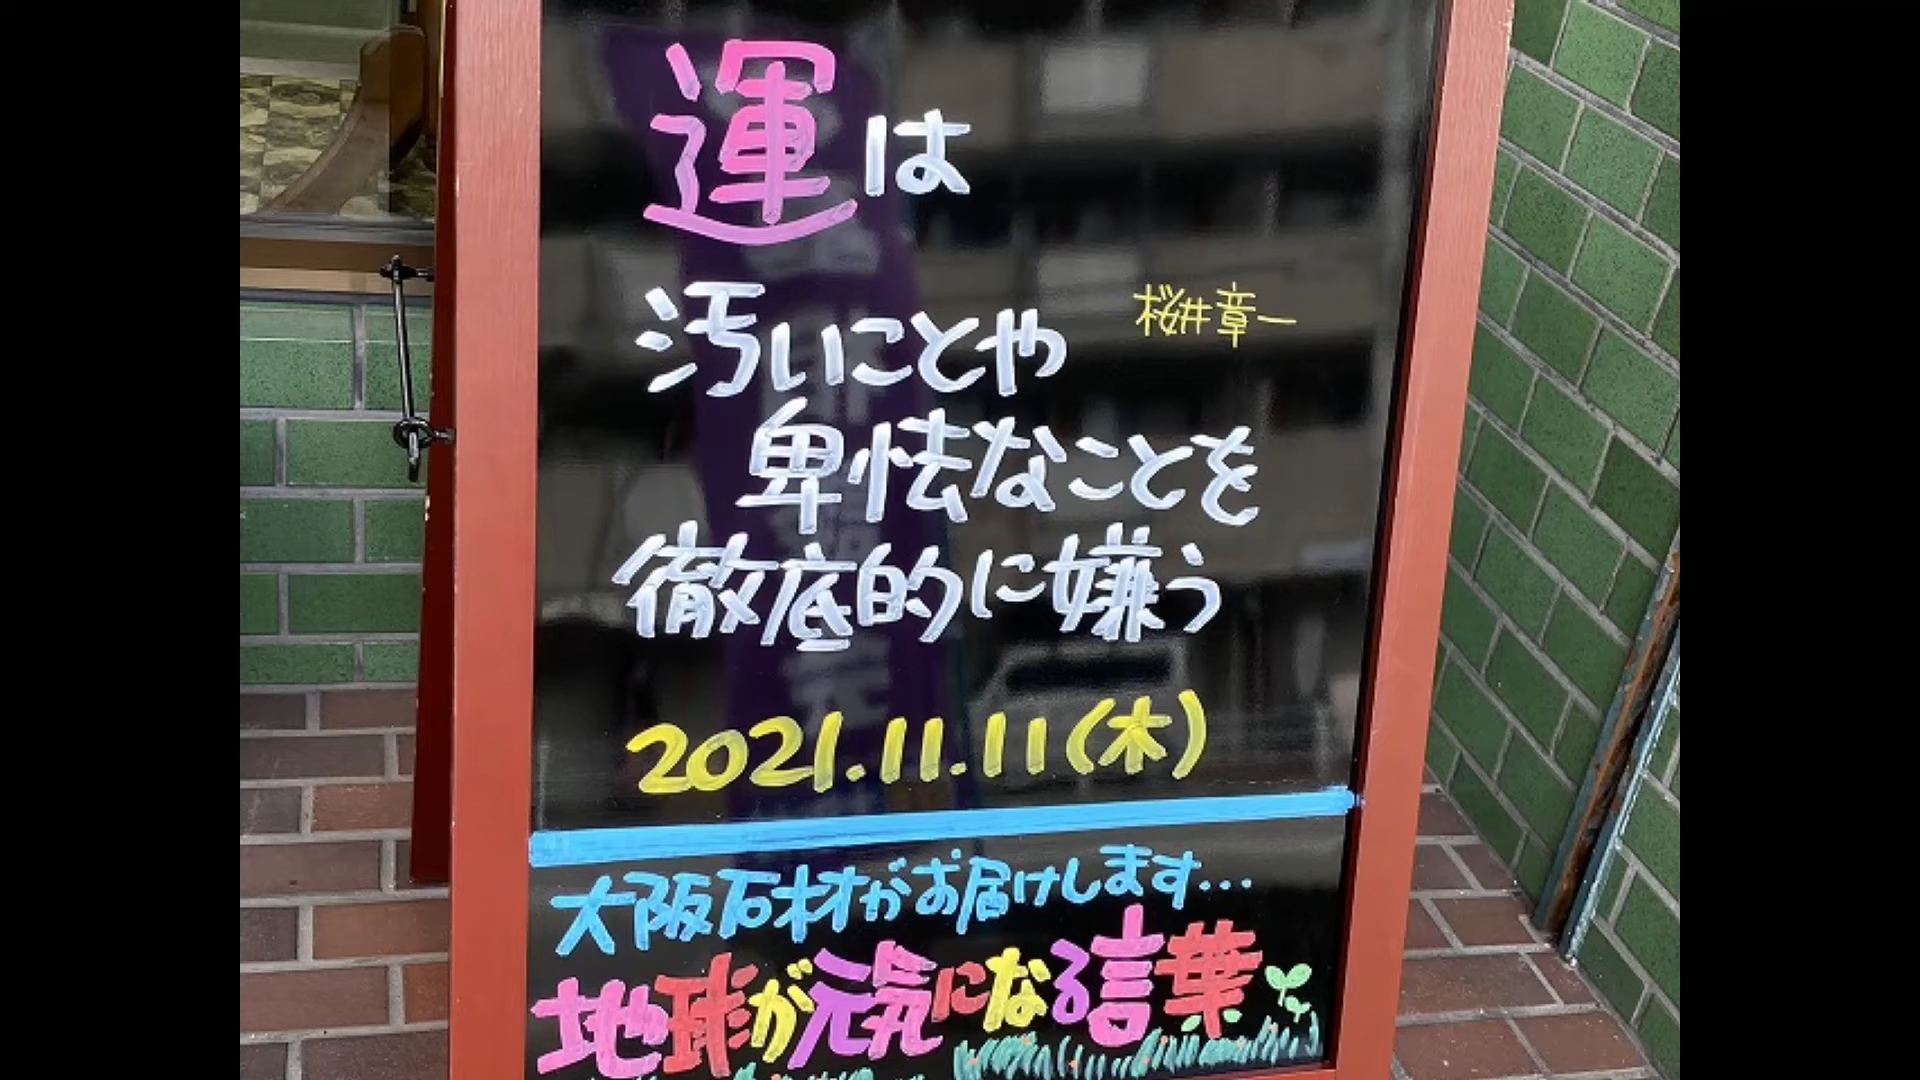 運は
汚いことや
桜井章一
卑怯なことを
徹底的に嫌う
2021.11.11(木)
大阪石材がお届けします...
地球が元気になる言葉